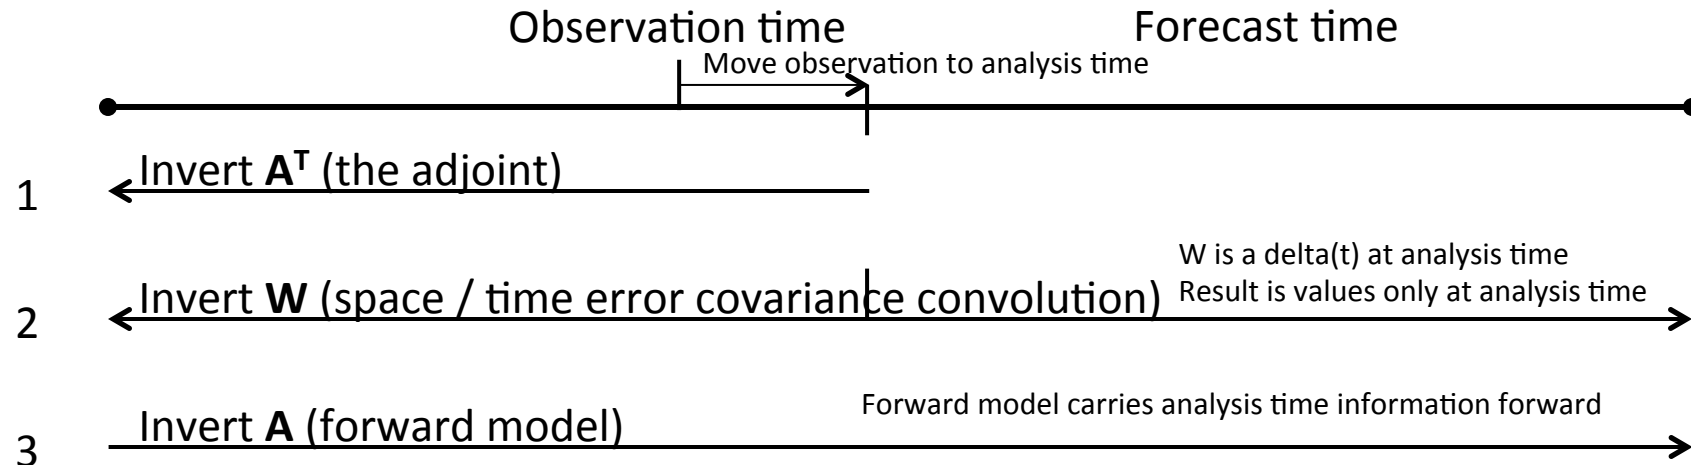 Observation time
Forecast time
Move observation to analysis time
1
Invert A^T (the adjoint)
W is a delta(t) at analysis time
2
Invert W (space / time error covariance convolution)
Result is values only at analysis time
Forward model carries analysis time information forward
3
Invert A (forward model)